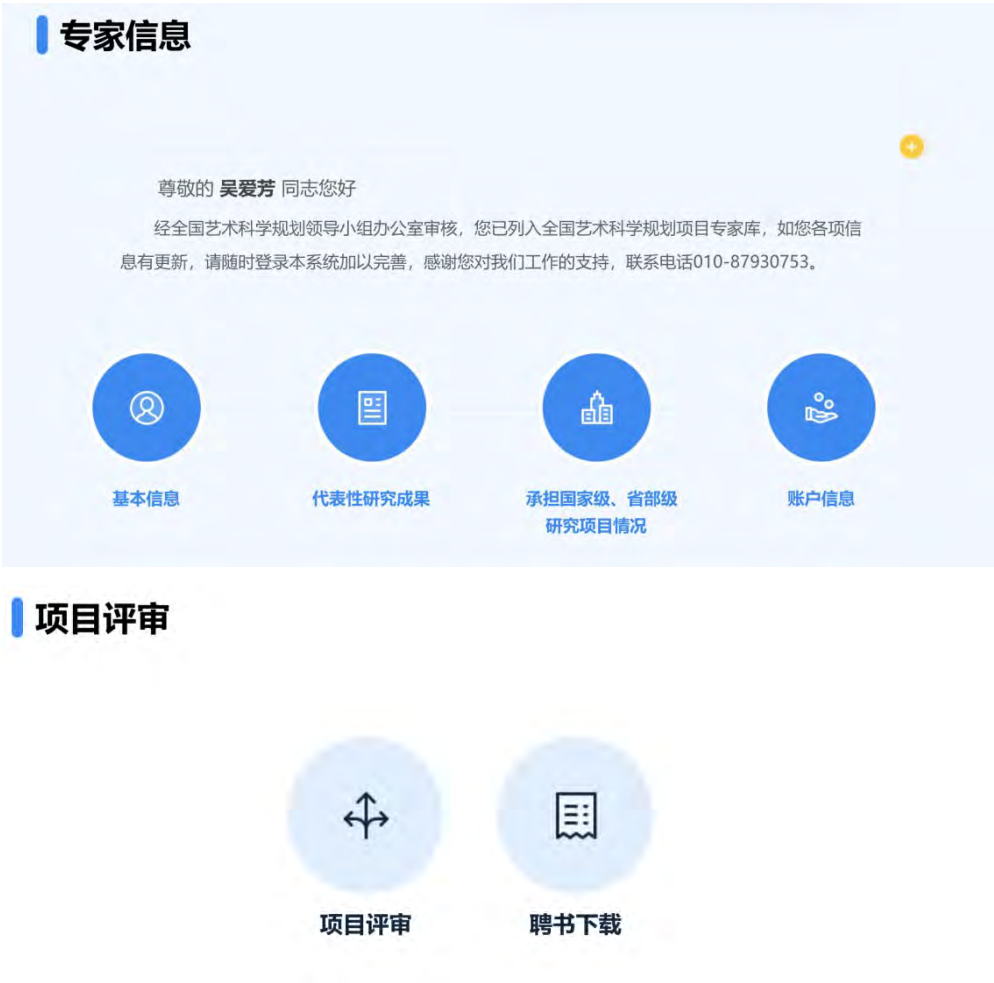 专家信息
尊敬的 吴爱芳 同志您好
经全国艺术科学规划领导小组办公室审核，您已列入全国艺术科学规划项目专家库，如您各项信
息有更新，请随时登录本系统加以完善，感谢您对我们工作的支持，联系电话010-87930753。
基本信息
代表性研究成果
承担国家级、省部级
研究项目情况
账户信息
项目评审
项目评审
聘书下载